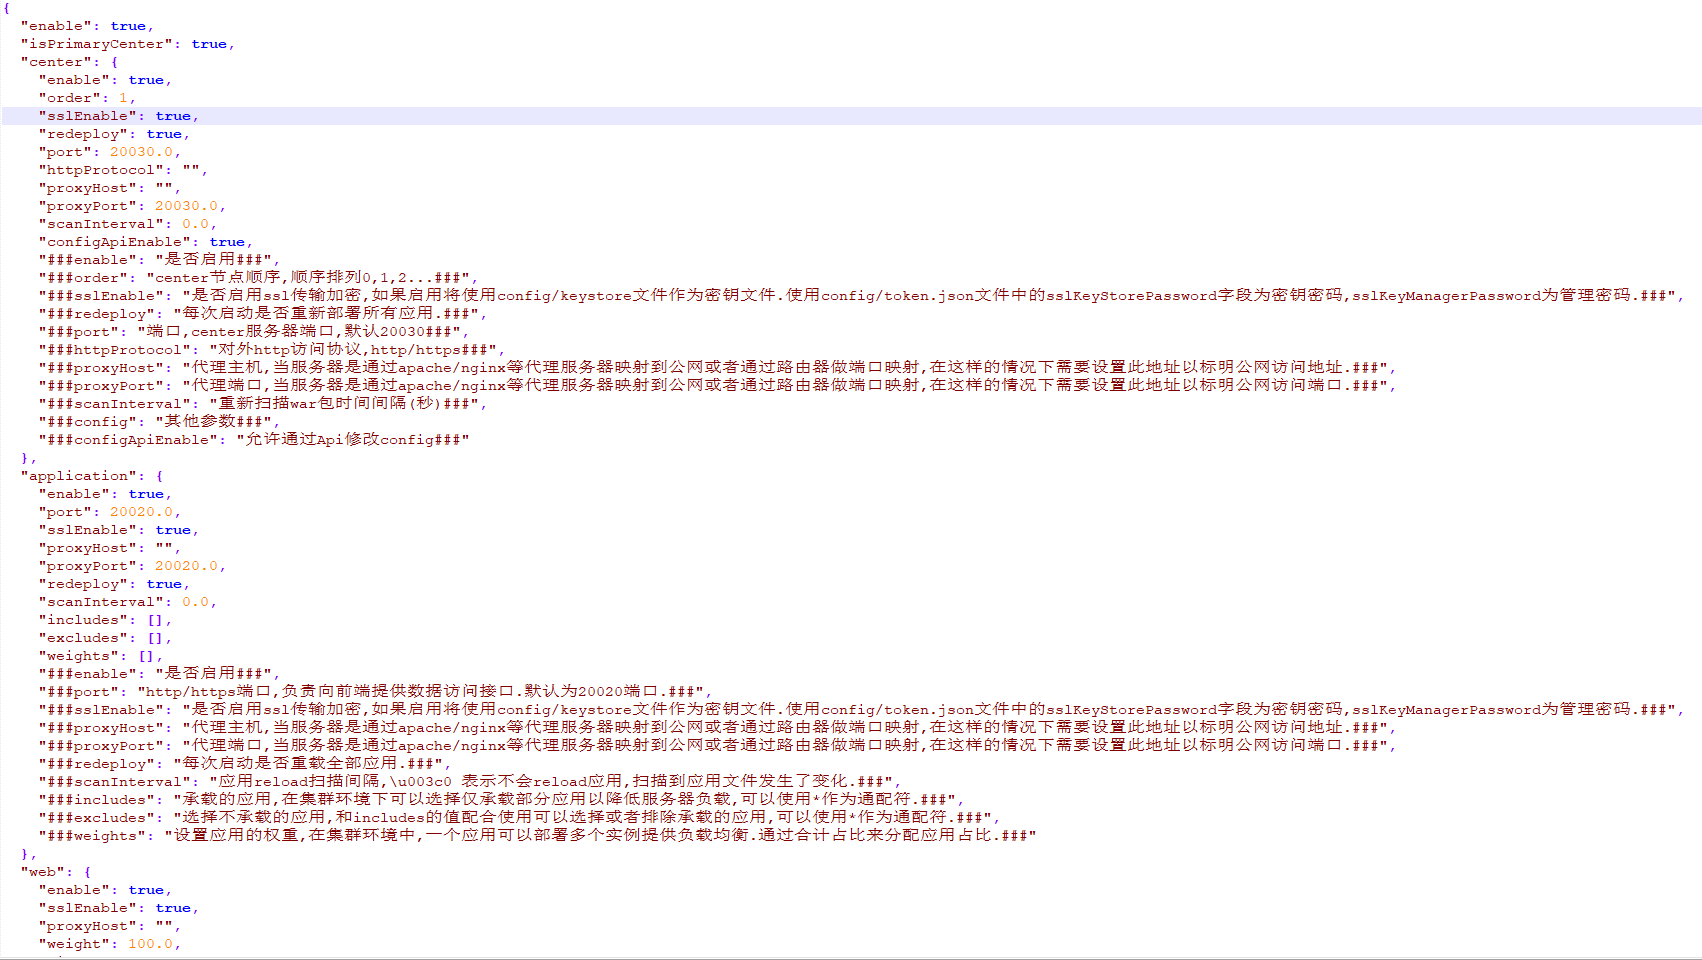 {
"enable": true,
"isPrimaryCenter": true,
"center": {
"enable": true,
"order": 1,
"sslEnable": true,
"redeploy": true,
"port": 20030.0,
"httpProtocol": "",
"proxyHost": "",
"proxyPort": 20030.0,
"scanInterval": 0.0,
"configApiEnable": true,
"###enable": "是否启用###",
"###order": "center节点顺序,顺序排列0,1,2...###",
"###sslEnable": "是否启用ssl传输加密,如果启用将使用config/keystore文件作为密钥文件.使用config/token.json文件中的sslKeyStorePassword字段为密钥密码,sslKeyManagerPassword为管理密码.###",
"###redeploy": "每次启动是否重新部署所有应用.###",
"###port": "端口,center服务器端口,默认20030###",
"###httpProtocol": "对外http访问协议,http/https###",
"###proxyHost": "代理主机,当服务器是通过apache/nginx等代理服务器映射到公网或者通过路由器做端口映射,在这样的情况下需要设置此地址以标明公网访问地址.###",
"###proxyPort": "代理端口,当服务器是通过apache/nginx等代理服务器映射到公网或者通过路由器做端口映射,在这样的情况下需要设置此地址以标明公网访问端口.###",
"###scanInterval": "重新扫描war包时间间隔(秒)###",
"###config": "其他参数###",
"###configApiEnable": "允许通过Api修改config###"
},
"application": {
"enable": true,
"port": 20020.0,
"sslEnable": true,
"proxyHost": "",
"proxyPort": 20020.0,
"redeploy": true,
"scanInterval": 0.0,
"includes": [],
"excludes": [],
"weights": [],
"###enable": "是否启用###",
"###port": "http/https端口,负责向前端提供数据访问接口.默认为20020端口.###",
"###sslEnable": "是否启用ssl传输加密,如果启用将使用config/keystore文件作为密钥文件.使用config/token.json文件中的sslKeyStorePassword字段为密钥密码,sslKeyManagerPassword为管理密码.###",
"###proxyHost": "代理主机,当服务器是通过apache/nginx等代理服务器映射到公网或者通过路由器做端口映射,在这样的情况下需要设置此地址以标明公网访问地址.###",
"###proxyPort": "代理端口,当服务器是通过apache/nginx等代理服务器映射到公网或者通过路由器做端口映射,在这样的情况下需要设置此地址以标明公网访问端口.###",
"###redeploy": "每次启动是否重载全部应用.###",
"###scanInterval": "应用reload扫描间隔,\u003c0 表示不会reload应用,扫描到应用文件发生了变化.###",
"###includes": "承载的应用,在集群环境下可以选择仅承载部分应用以降低服务器负载,可以使用*作为通配符.###",
"###excludes": "选择不承载的应用,和includes的值配合使用可以选择或者排除承载的应用,可以使用*作为通配符.###",
"###weights": "设置应用的权重,在集群环境中,一个应用可以部署多个实例提供负载均衡.通过合计占比来分配应用占比.###"
},
"web": {
"enable": true,
"sslEnable": true,
"proxyHost": "",
"weight": 100.0,